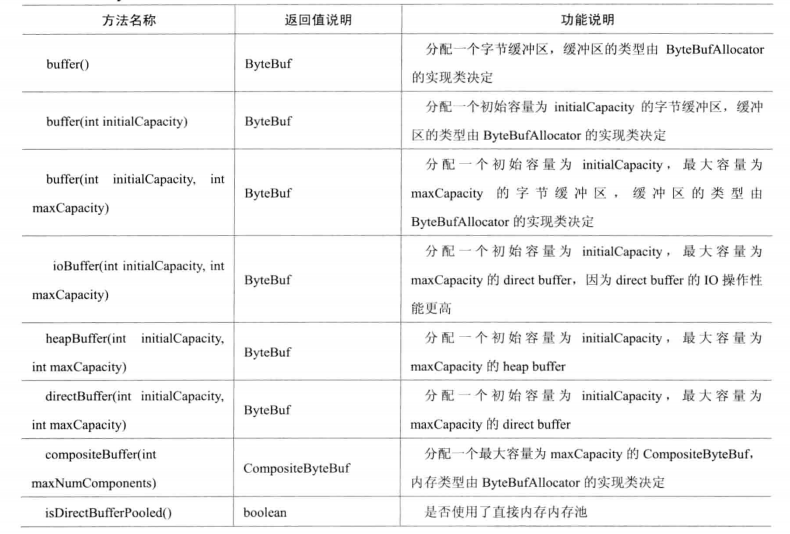 方法名称 返回值说明 功能说明
buffer() ByteBuf 分配一个字节缓冲区，缓冲区的类型由 ByteBufAllocator
的实现类决定
buffer(int initialCapacity) ByteBuf 分配一个初始容量为 initialCapacity 的字节缓冲区，缓冲
区的类型由 ByteBufAllocator 的实现类决定
buffer(int initialCapacity, int
maxCapacity)
ByteBuf
分配一个初始容量为 initialCapacity，最大容量为
maxCapacity 的字节缓冲区，缓冲区的类型由
ByteBufAllocator 的实现类决定
ioBuffer(int initialCapacity, int
maxCapacity)
ByteBuf
分配一个初始容量为 initialCapacity，最大容量为
maxCapacity 的 direct buffer，因为 direct buffer 的 IO 操作性
能更高
heapBuffer(int initialCapacity,
int maxCapacity)
ByteBuf
分配一个初始容量为 initialCapacity，最大容量为
maxCapacity 的 heap buffer
directBuffer(int initialCapacity,
int maxCapacity)
ByteBuf
分配一个初始容量为 initialCapacity，最大容量为
maxCapacity 的 direct buffer
compositeBuffer(int
maxNumComponents)
CompositeByteBuf
分配一个最大容量为 maxCapacity 的 CompositeByteBuf，
内存类型由 ByteBufAllocator 的实现类决定
isDirectBufferPooled() boolean 是否使用了直接内存内存池